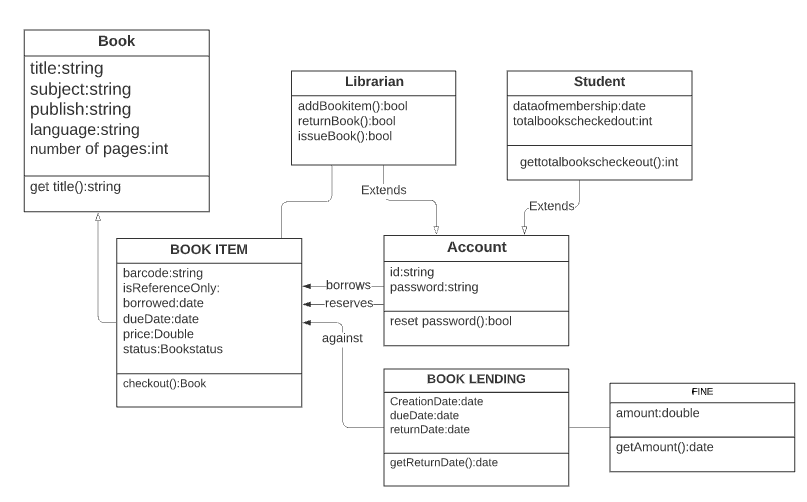 Book
title:string
subject:string
publish:string
language:string
number of pages:int
get title():string
Librarian
addBookitem():bool
returnBook():bool
issueBook():bool
Student
dataofmembership:date
totalbookscheckedout:int
gettotalbookscheckeout():int
Extends
Extends
BOOK ITEM
barcode:string
isReferenceOnly:
borrowed:date
dueDate:date
price:Double
status:Bookstatus
checkout():Book
Account
id:string
password:string
reset password():bool
borrows
reserves
against
BOOK LENDING
CreationDate:date
dueDate:date
returnDate:date
getReturnDate():date
FINE
amount:double
getAmount():date